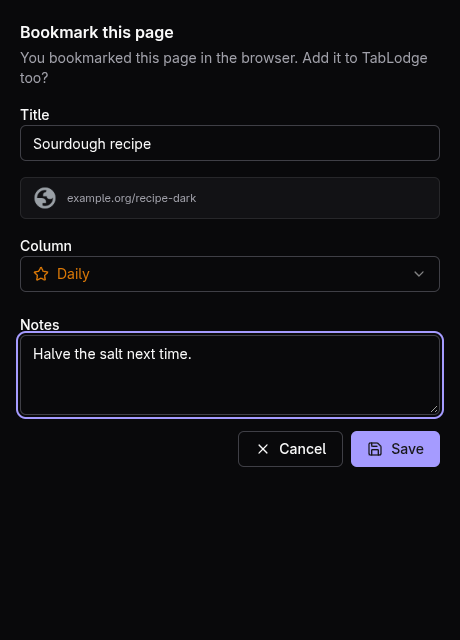 Bookmark this page
You bookmarked this page in the browser. Add it to TabLodge
too?
Title
Sourdough recipe
example.org/recipe-dark
Column
Daily
Notes
Halve the salt next time.
Cancel
Save